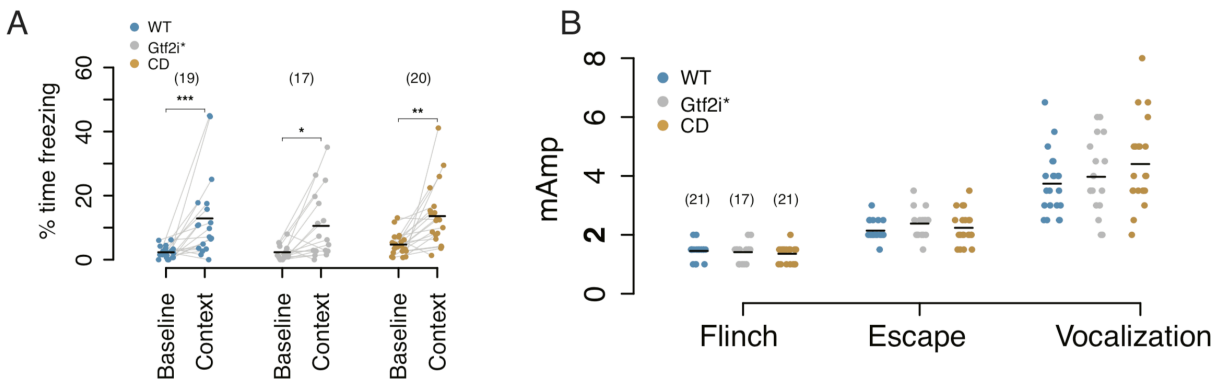 A
WT
Gtf2i*
CD
% time freezing
60
40
20
0
(19)
(17)
(20)
***
*
**
Baseline
Context
Baseline
Context
Baseline
Context
B
WT
Gtf2i*
CD
mAmp
8
6
4
2
0
(21)
(17)
(21)
Flinch
Escape
Vocalization